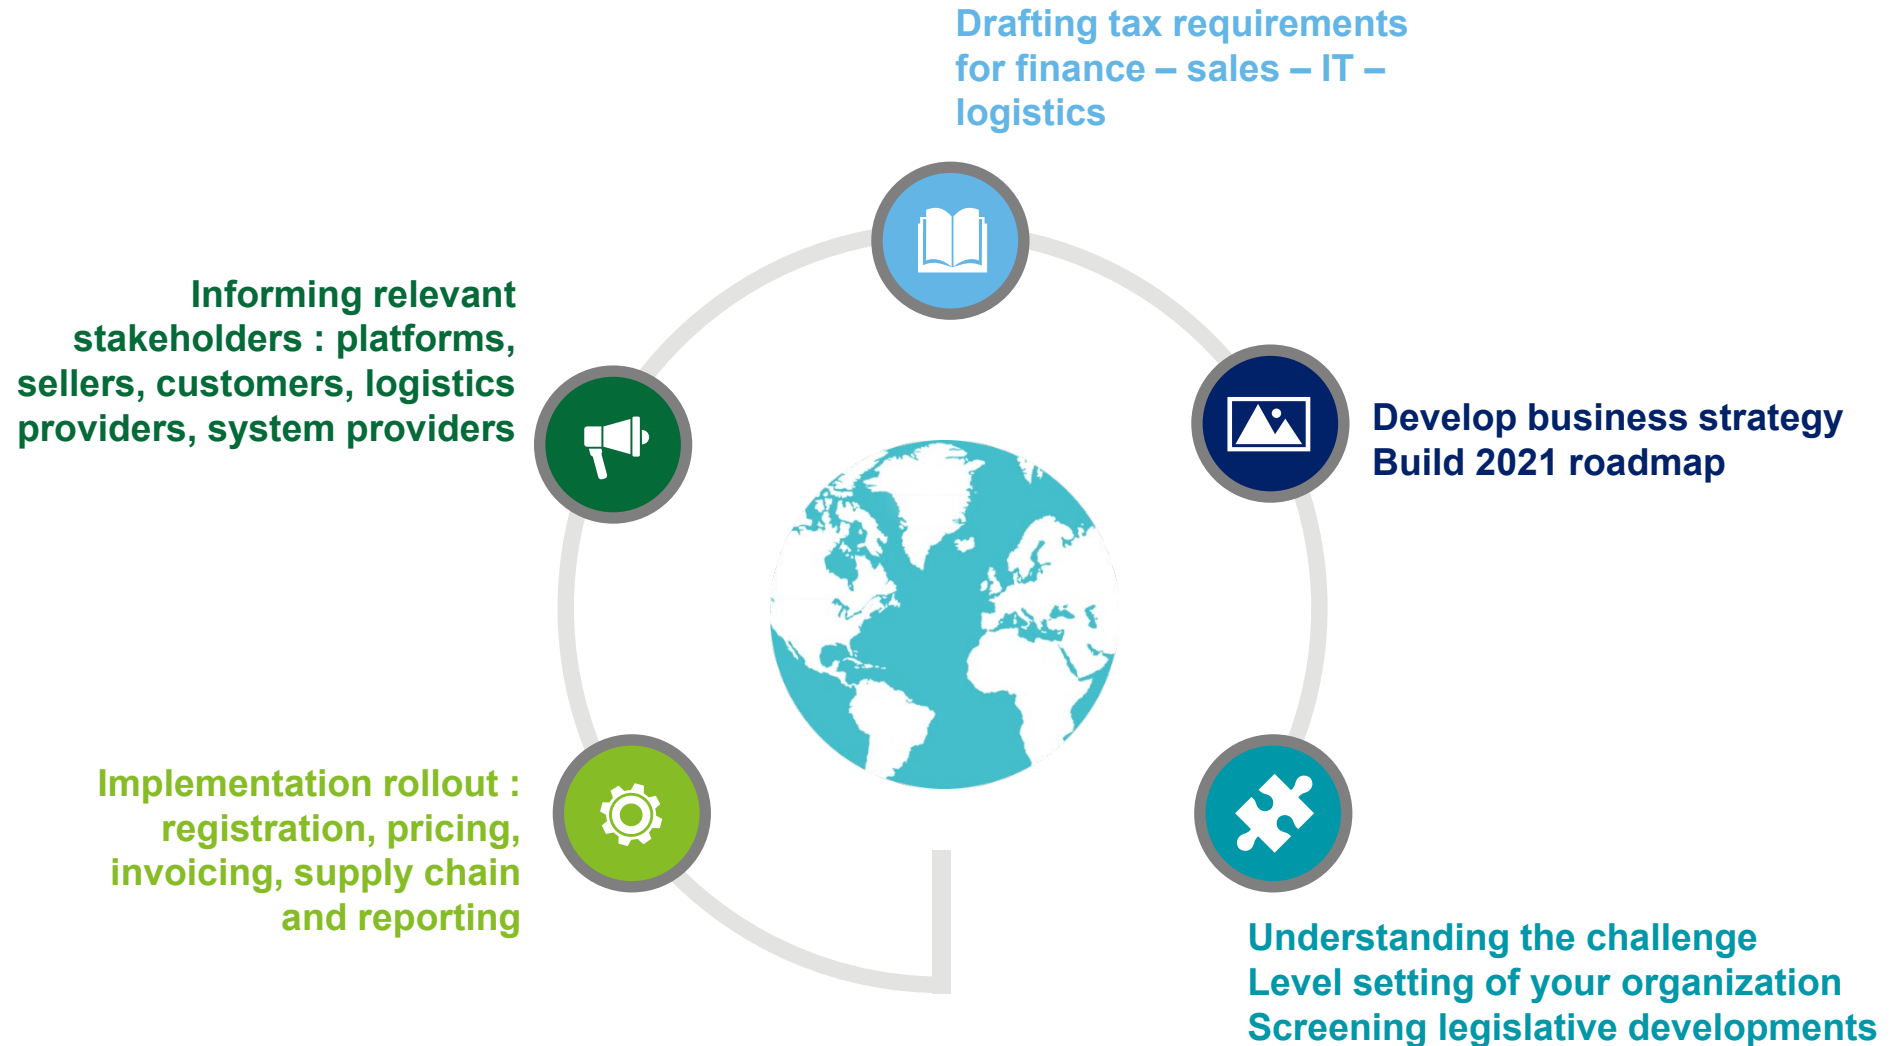 Drafting tax requirements
for finance – sales – IT –
logistics
Informing relevant
stakeholders : platforms,
sellers, customers, logistics
providers, system providers
Develop business strategy
Build 2021 roadmap
Implementation rollout :
registration, pricing,
invoicing, supply chain
and reporting
Understanding the challenge
Level setting of your organization
Screening legislative developments